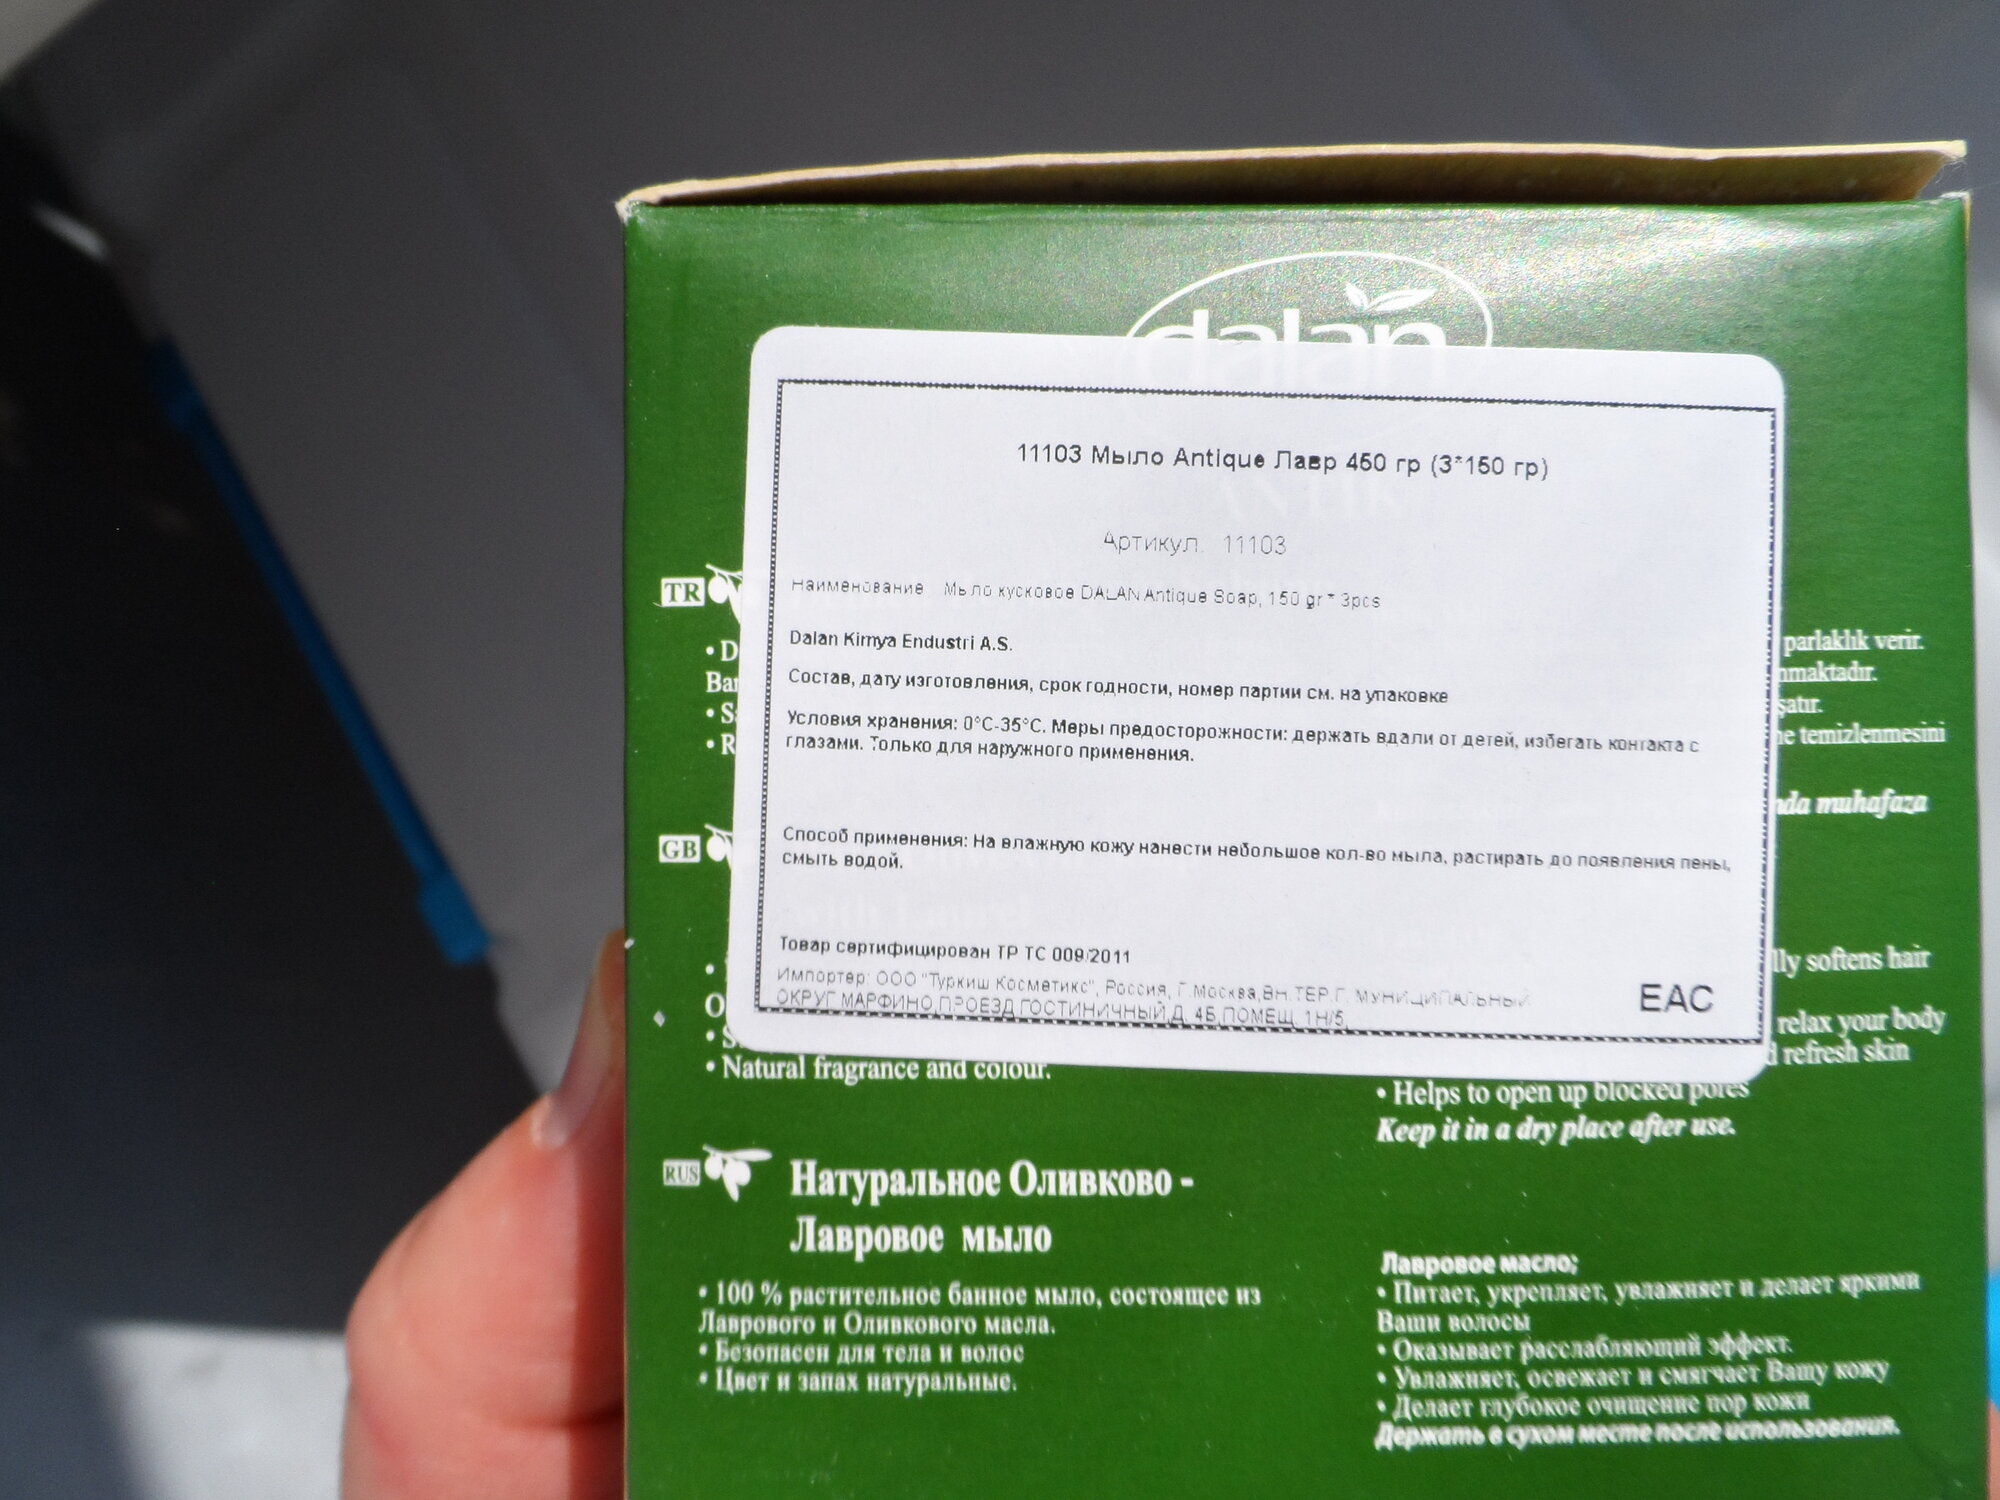 dalan
11103 Мыло Antique Лавр 450 гр (3*150 гр)
Артикул. 11103
Наименование Мыло кусковое DALAN Antique Soap, 150 gr * 3pcs
Dalan Kimya Endustri A.S.
Состав, дату изготовления, срок годности, номер партии см. на упаковке
Условия хранения: 0°C-35°C. Меры предосторожности: держать вдали от детей, избегать контакта с
глазами. Только для наружного применения.
Способ применения: На влажную кожу нанести небольшое кол-во мыла, растирать до появления пены,
смыть водой.
Товар сертифицирован ТР ТС 009/2011
Импортер: ООО "Туркиш Косметикс", Россия, Г.Москва,ВН.ТЕР.Г. МУНИЦИПАЛЬНЫЙ
ОКРУГ МАРФИНО,ПРОЕЗД ГОСТИНИЧНЫЙ,Д. 4Б,ПОМЕЩ. 1Н/5,
EAC
TR
parlaklık verir.
temizlenmesini
muhafaza
GB
softens hair
relax your body
refresh skin
• Natural fragrance and colour.
• Helps to open up blocked pores
Keep it in a dry place after use.
RUS
Натуральное Оливково -
Лавровое мыло
• 100 % растительное банное мыло, состоящее из
Лаврового и Оливкового масла.
• Безопасен для тела и волос
• Цвет и запах натуральные.
Лавровое масло;
• Питает, укрепляет, увлажняет и делает яркими
Ваши волосы
• Оказывает расслабляющий эффект.
• Увлажняет, освежает и смягчает Вашу кожу
• Делает глубокое очищение пор кожи
Держать в сухом месте после использования.